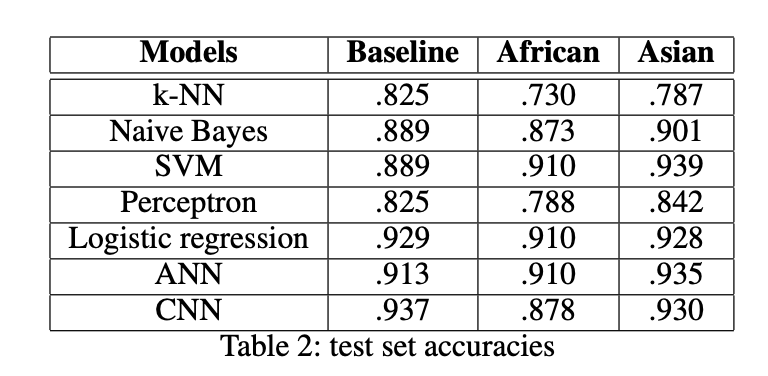 Models Baseline African Asian
k-NN .825 .730 .787
Naive Bayes .889 .873 .901
SVM .889 .910 .939
Perceptron .825 .788 .842
Logistic regression .929 .910 .928
ANN .913 .910 .935
CNN .937 .878 .930
Table 2: test set accuracies